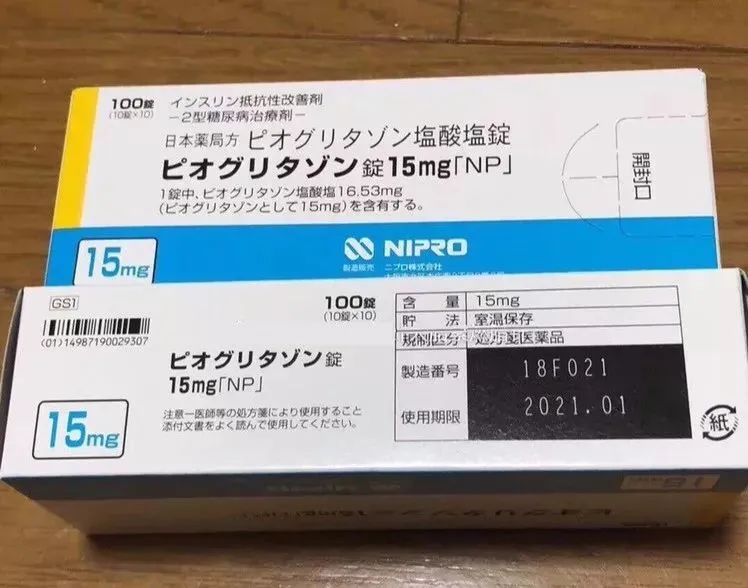 100錠
(10錠×10)
インスリン抵抗性改善剤
−2型糖尿病治療剤−
日本薬局方 ピオグリタゾン塩酸塩錠
ピオグリタゾン錠15mg「NP」
1錠中、ピオグリタゾン塩酸塩16.53mg
(ピオグリタゾンとして15mg)を含有する。
開封口
15mg
NIPRO
製造販売 ニプロ株式会社
GS1
(01)14987190029307
100錠
(10錠×10)
ピオグリタゾン錠
15mg「NP」
15mg
注意−医師等の処方箋により使用すること
添付文書をよく読んで使用してください。
含 量 15mg
貯 法 室温保存
規制区分 処方箋医薬品
製造番号 18F021
使用期限 2021.01
紙